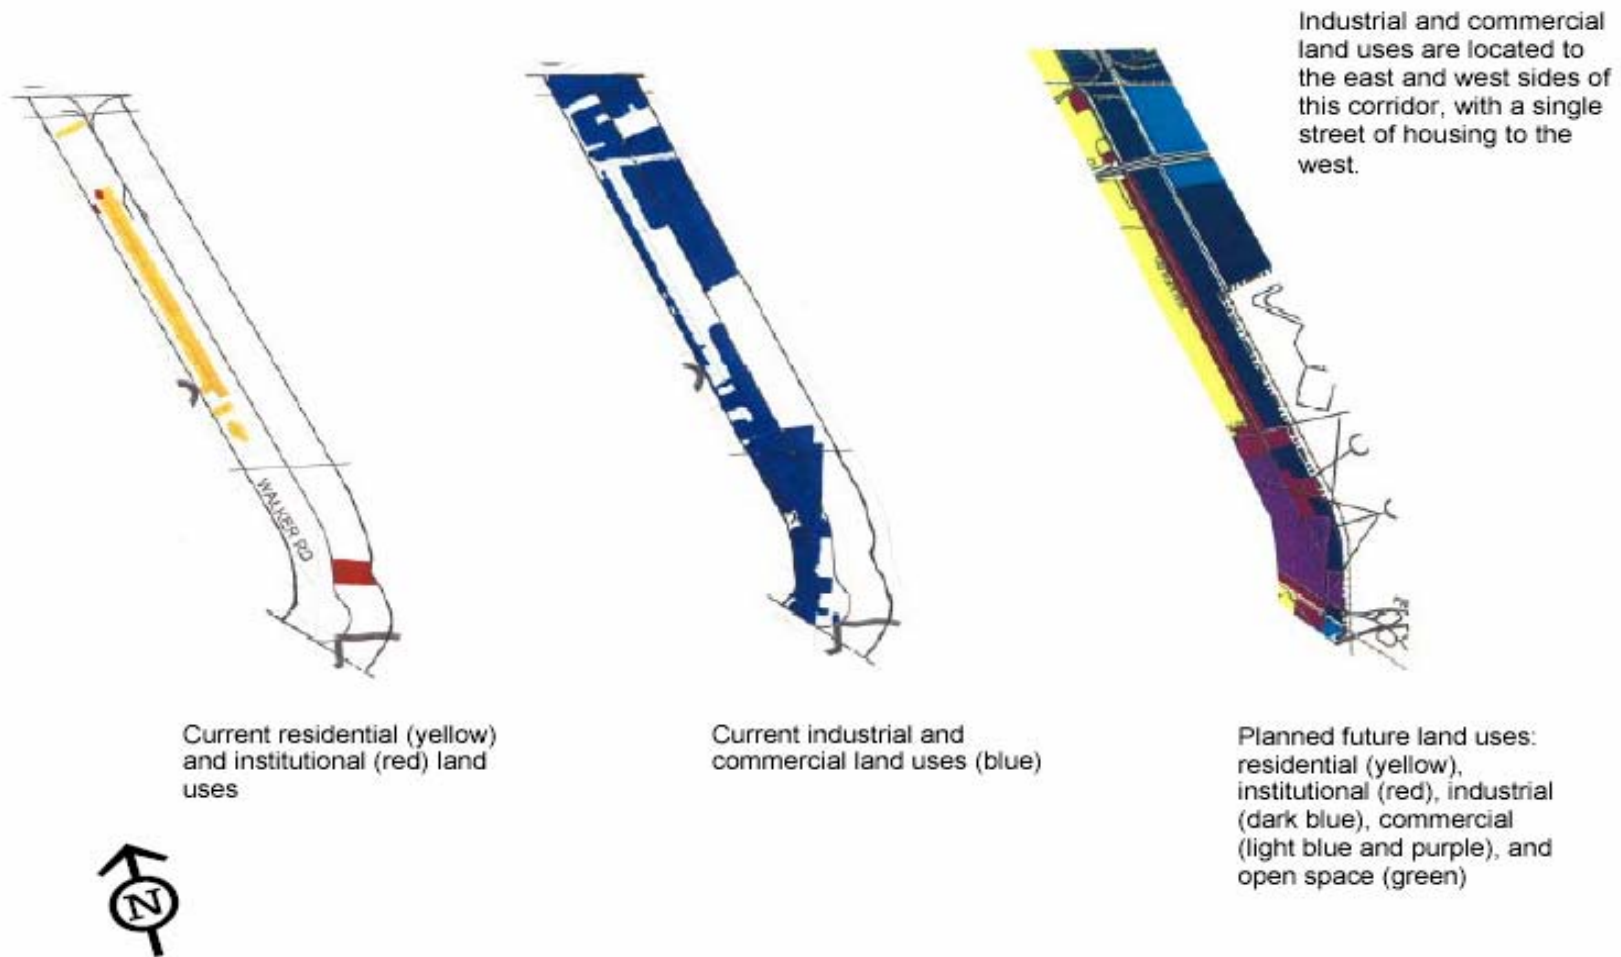 Industrial and commercial
land uses are located to
the east and west sides of
this corridor, with a single
street of housing to the
west.
WALKER RD
Current residential (yellow)
and institutional (red) land
uses
Current industrial and
commercial land uses (blue)
Planned future land uses:
residential (yellow),
institutional (red), industrial
(dark blue), commercial
(light blue and purple), and
open space (green)
N